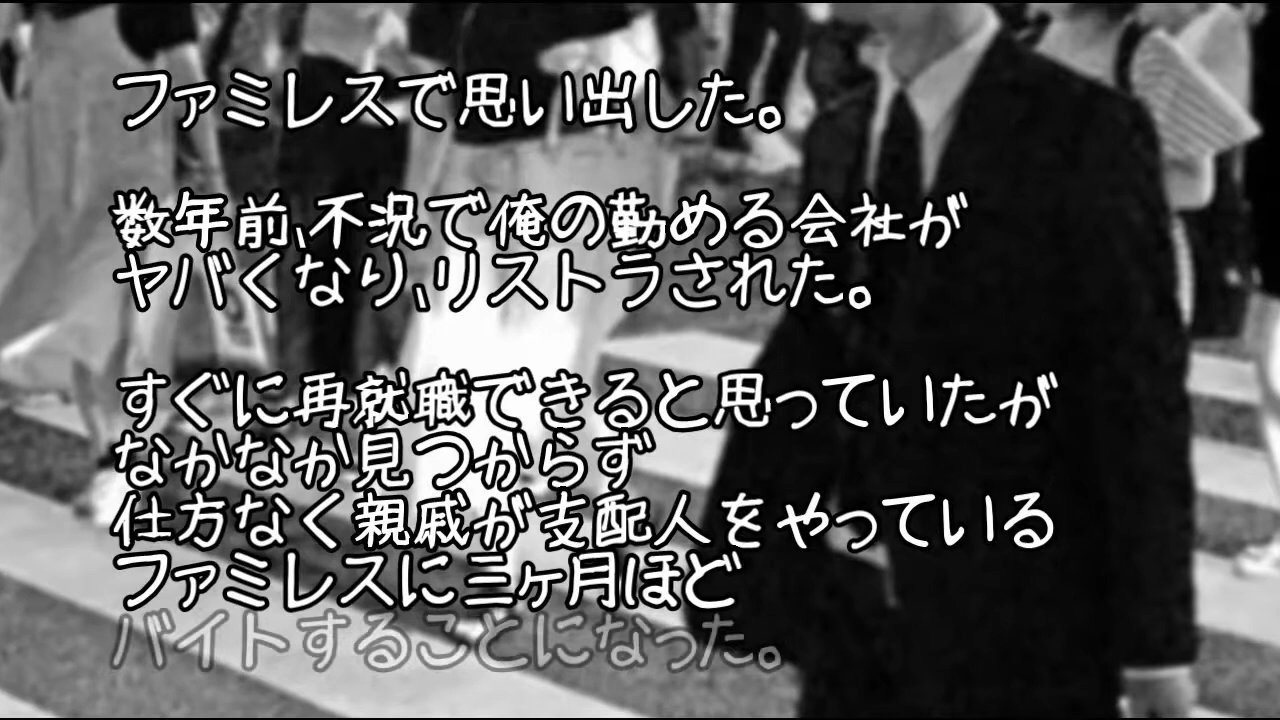 ファミレスで思い出した。
数年前、不況で俺の勤める会社が
ヤバくなり、リストラされた。
すぐに再就職できると思っていたが
なかなか見つからず
仕方なく親戚が支配人をやっている
ファミレスに三ヶ月ほど
バイトすることになった。